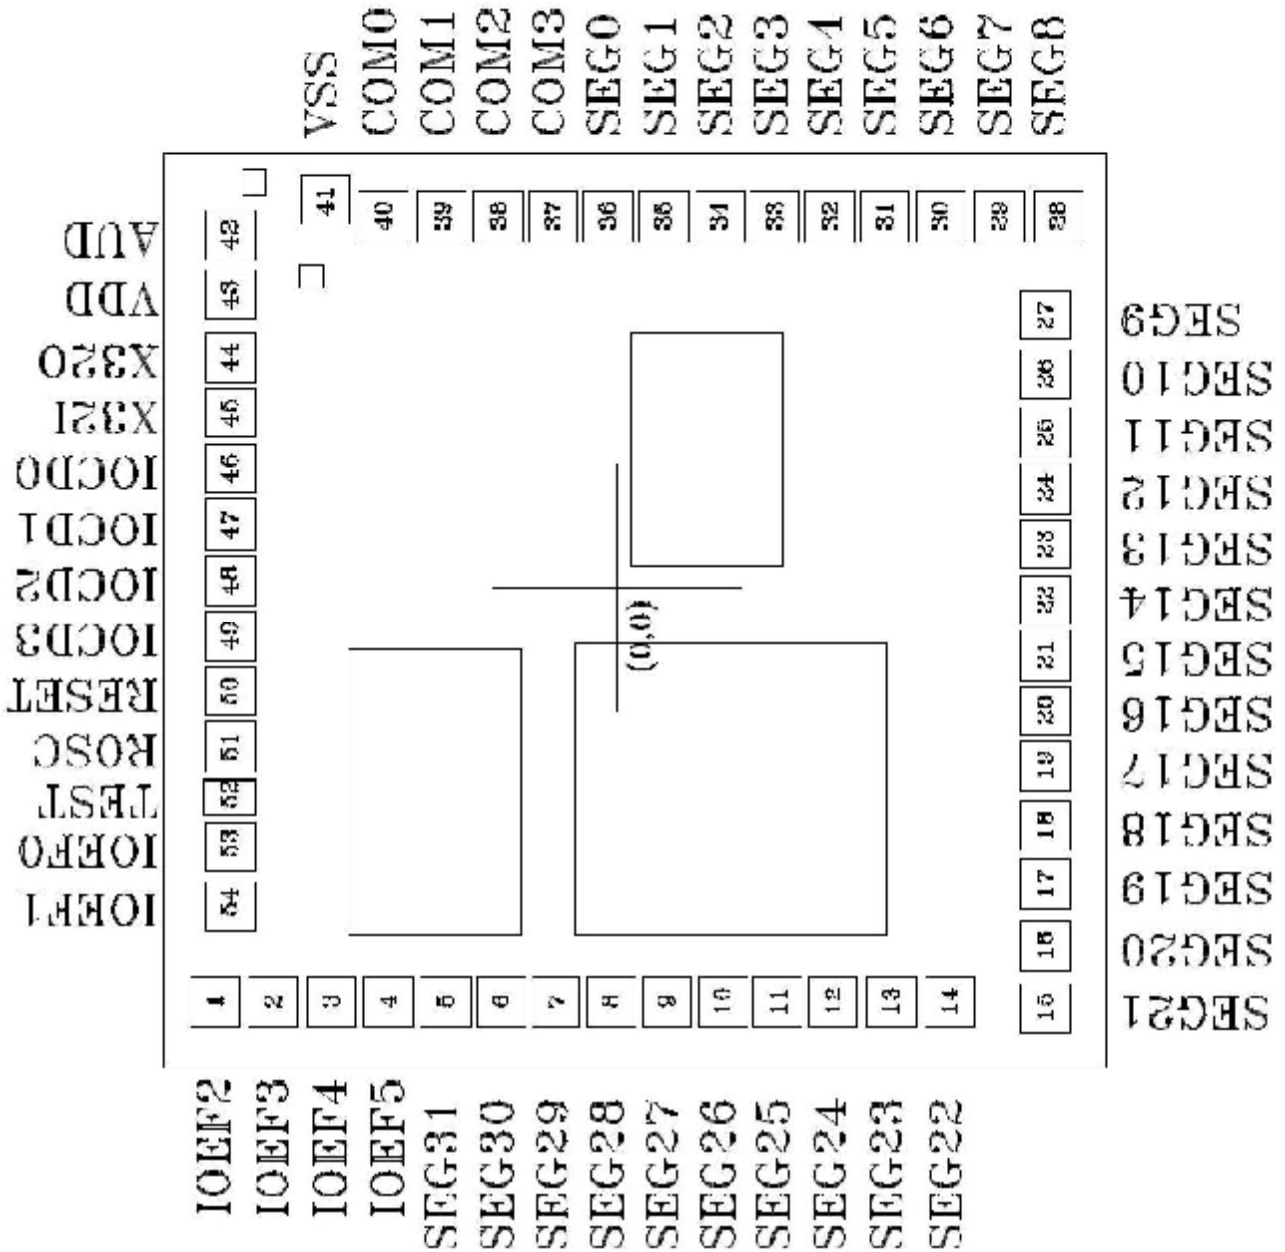 VSS
COM0
COM1
COM2
COM3
SEG0
SEG1
SEG2
SEG3
SEG4
SEG5
SEG6
SEG7
SEG8
41
40
39
38
37
36
35
34
33
32
31
30
29
28
AUD 42
VDD 43
X32O 44
X32I 45
IOCD0 46
IOCD1 47
IOCD2 48
IOCD3 49
RESET 50
ROSC 51
TEST 52
IOEF0 53
IOEF1 54
(0,0)
27 SEG9
26 SEG10
25 SEG11
24 SEG12
23 SEG13
22 SEG14
21 SEG15
20 SEG16
19 SEG17
18 SEG18
17 SEG19
16 SEG20
15 SEG21
1
2
3
4
5
6
7
8
9
10
11
12
13
14
IOEF2
IOEF3
IOEF4
IOEF5
SEG31
SEG30
SEG29
SEG28
SEG27
SEG26
SEG25
SEG24
SEG23
SEG22